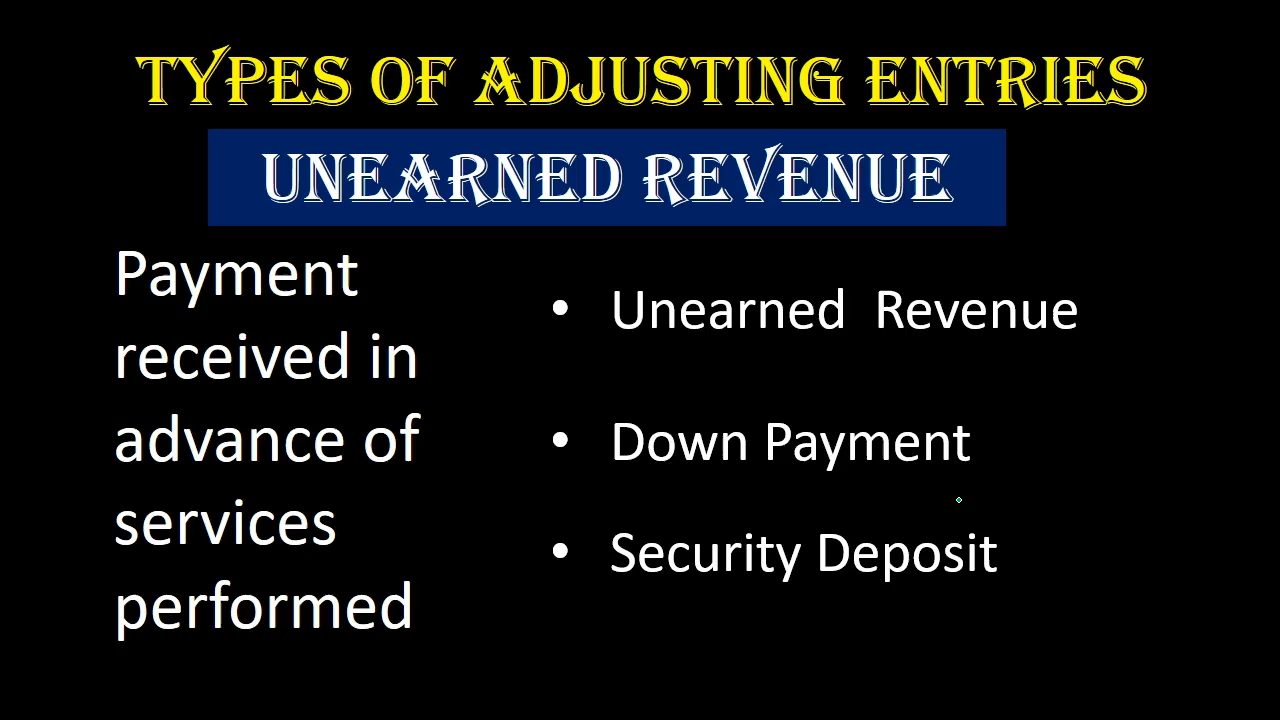 TYPES OF ADJUSTING ENTRIES
UNEARNED REVENUE
Payment
received in
advance of
services
performed
• Unearned  Revenue
• Down Payment
• Security Deposit